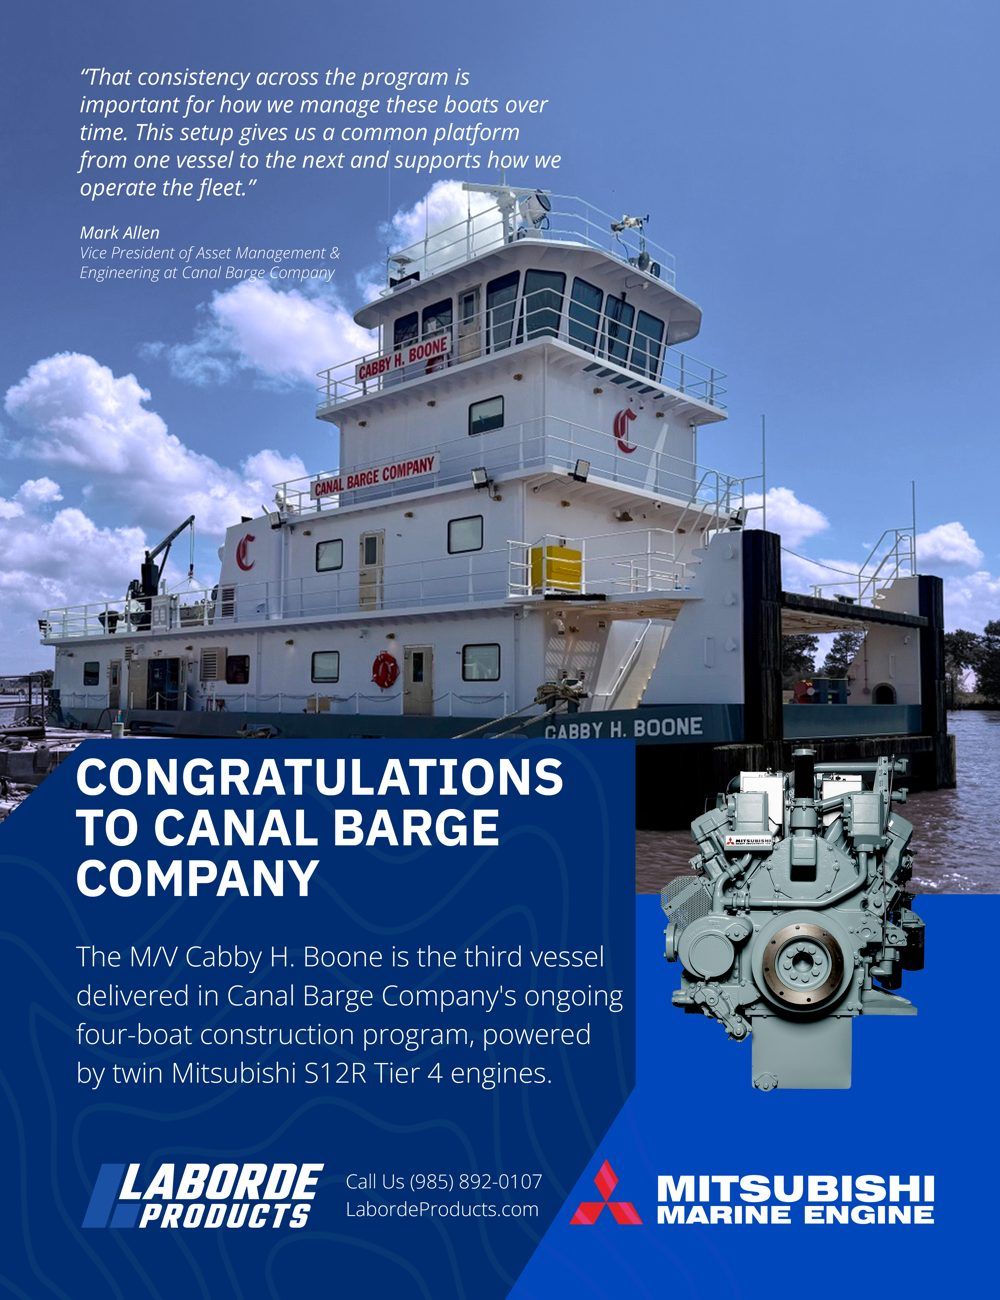 “That consistency across the program is
important for how we manage these boats over
time. This setup gives us a common platform
from one vessel to the next and supports how we
operate the fleet.”
Mark Allen
Vice President of Asset Management &
Engineering at Canal Barge Company
CABBY H. BOONE
C
CANAL BARGE COMPANY
C
CABBY H. BOONE
MITSUBISHI
CONGRATULATIONS
TO CANAL BARGE
COMPANY
The M/V Cabby H. Boone is the third vessel
delivered in Canal Barge Company's ongoing
four-boat construction program, powered
by twin Mitsubishi S12R Tier 4 engines.
LABORDE
PRODUCTS
Call Us (985) 892-0107
LabordeProducts.com
MITSUBISHI
MARINE ENGINE